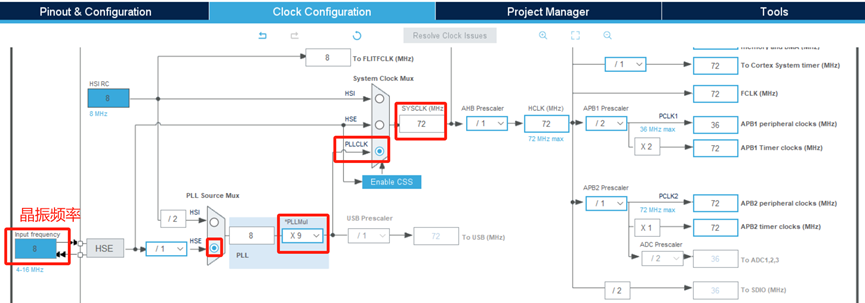 Pinout & Configuration
Clock Configuration
Project Manager
Tools
Resolve Clock Issues
8
To FLITFCLK (MHz)
System Clock Mux
HSI RC
8
8 MHz
HSI
HSE
PLLCLK
Enable CSS
SYSCLK (MHz
72
AHB Prescaler
/ 1
HCLK (MHz)
72
72 MHz max
/ 1
72
To Cortex System timer (MHz)
72
FCLK (MHz)
APB1 Prescaler
/ 2
PCLK1
36 MHz max
36
APB1 peripheral clocks (MHz)
X 2
72
APB1 Timer clocks (MHz)
APB2 Prescaler
/ 1
PCLK2
72 MHz max
72
APB2 peripheral clocks (MHz)
X 1
72
APB2 timer clocks (MHz)
ADC Prescaler
/ 2
36
To ADC1,2,3
/ 2
36
To SDIO (MHz)
PLL Source Mux
/ 2
HSI
HSE
晶振频率
Input frequency
8
4-16 MHz
HSE
/ 1
8
PLL
*PLLMul
X 9
USB Prescaler
/ 1
72
To USB (MHz)